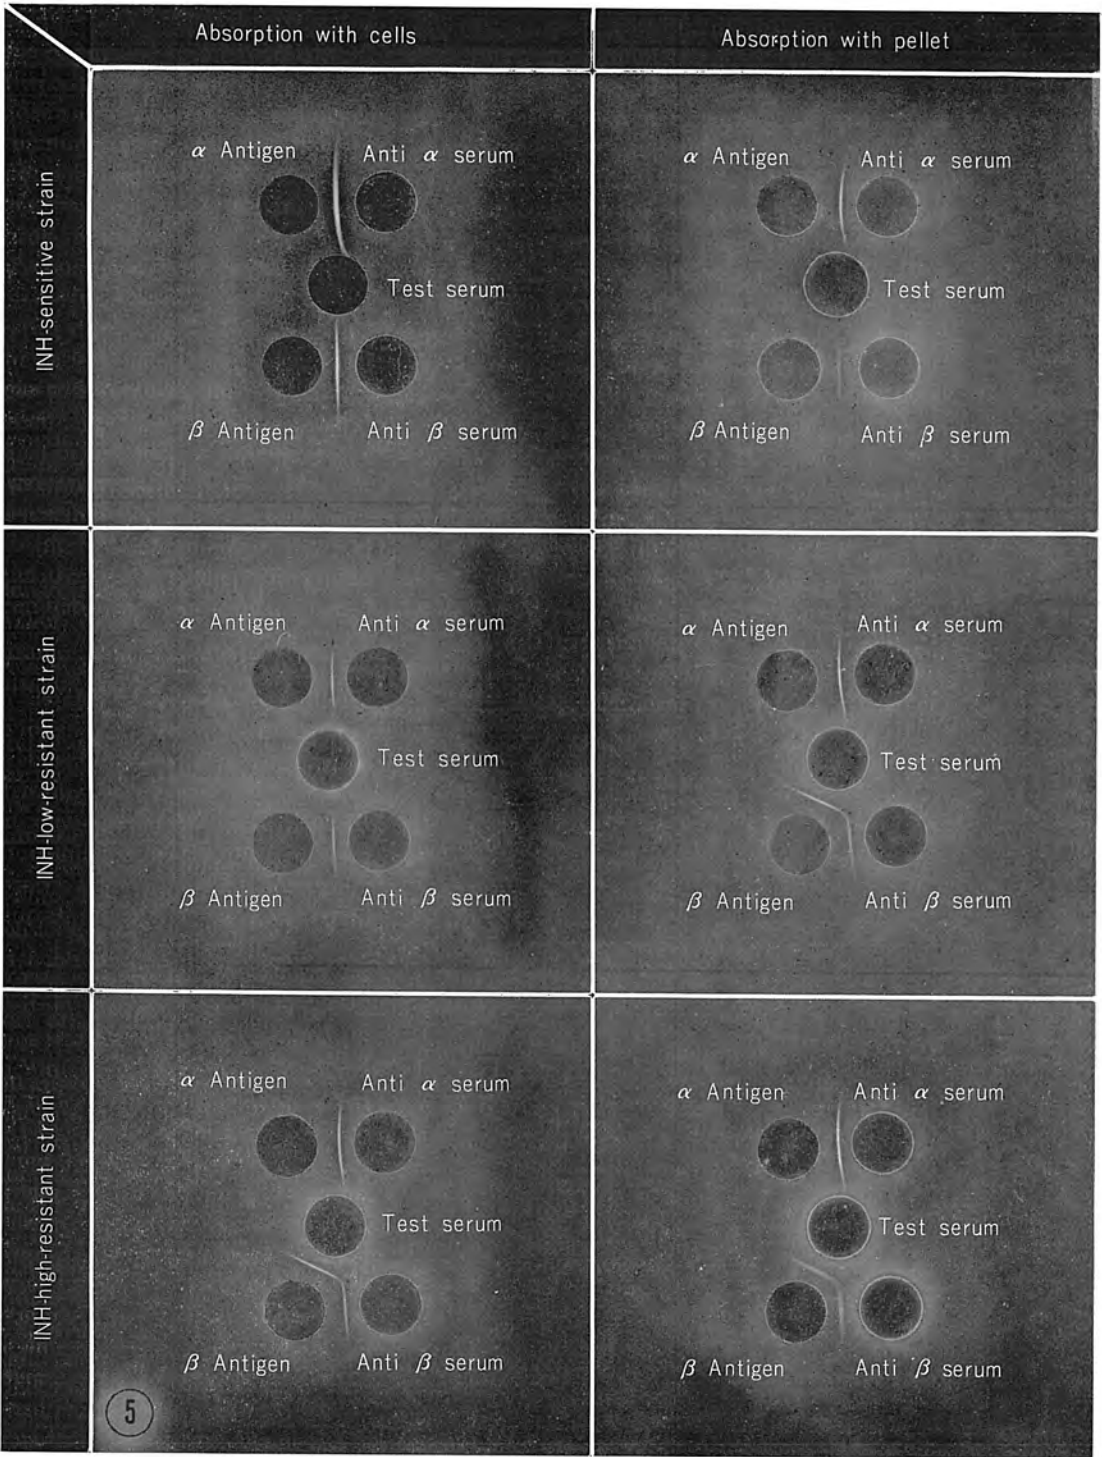 Absorption with cells
Absorption with pellet
INH-sensitive strain
α Antigen
Anti α serum
Test serum
β Antigen
Anti β serum
α Antigen
Anti α serum
Test serum
β Antigen
Anti β serum
INH-low-resistant strain
α Antigen
Anti α serum
Test serum
β Antigen
Anti β serum
α Antigen
Anti α serum
Test serum
β Antigen
Anti β serum
INH-high-resistant strain
α Antigen
Anti α serum
Test serum
β Antigen
Anti β serum
α Antigen
Anti α serum
Test serum
β Antigen
Anti β serum
5